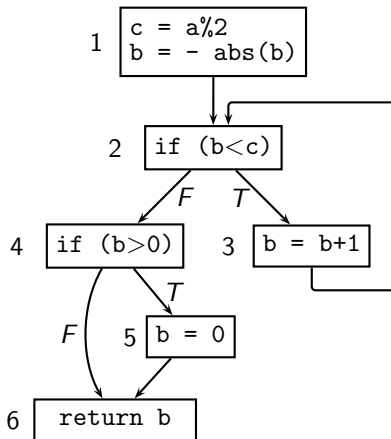 1
c = a%2
b = - abs(b)
2
if (b<c)
F
T
4
if (b>0)
3
b = b+1
F
T
5
b = 0
6
return b